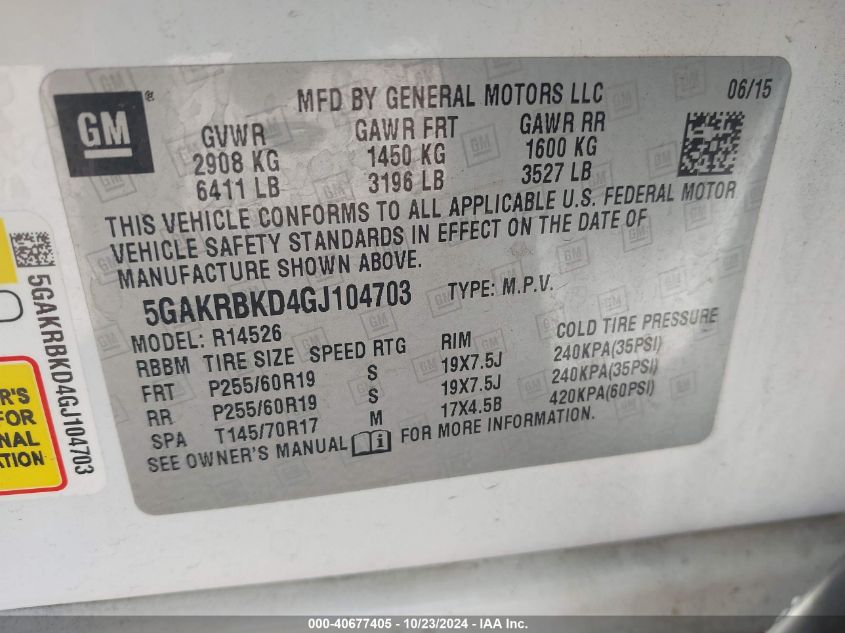 GM
®
MFD BY GENERAL MOTORS LLC 06/15
GVWR GAWR FRT GAWR RR
2908 KG 1450 KG 1600 KG
6411 LB 3196 LB 3527 LB
THIS VEHICLE CONFORMS TO ALL APPLICABLE U.S. FEDERAL MOTOR
VEHICLE SAFETY STANDARDS IN EFFECT ON THE DATE OF
MANUFACTURE SHOWN ABOVE.
5GAKRBKD4GJ104703 TYPE: M.P.V.
MODEL: R14526
RBBM TIRE SIZE SPEED RTG RIM COLD TIRE PRESSURE
FRT P255/60R19 S 19X7.5J 240KPA(35PSI)
RR P255/60R19 S 19X7.5J 240KPA(35PSI)
SPA T145/70R17 M 17X4.5B 420KPA(60PSI)
SEE OWNER'S MANUAL i FOR MORE INFORMATION.
5GAKRBKD4GJ104703
R'S
FOR
NAL
TION
000-40677405 - 10/23/2024 - IAA Inc.